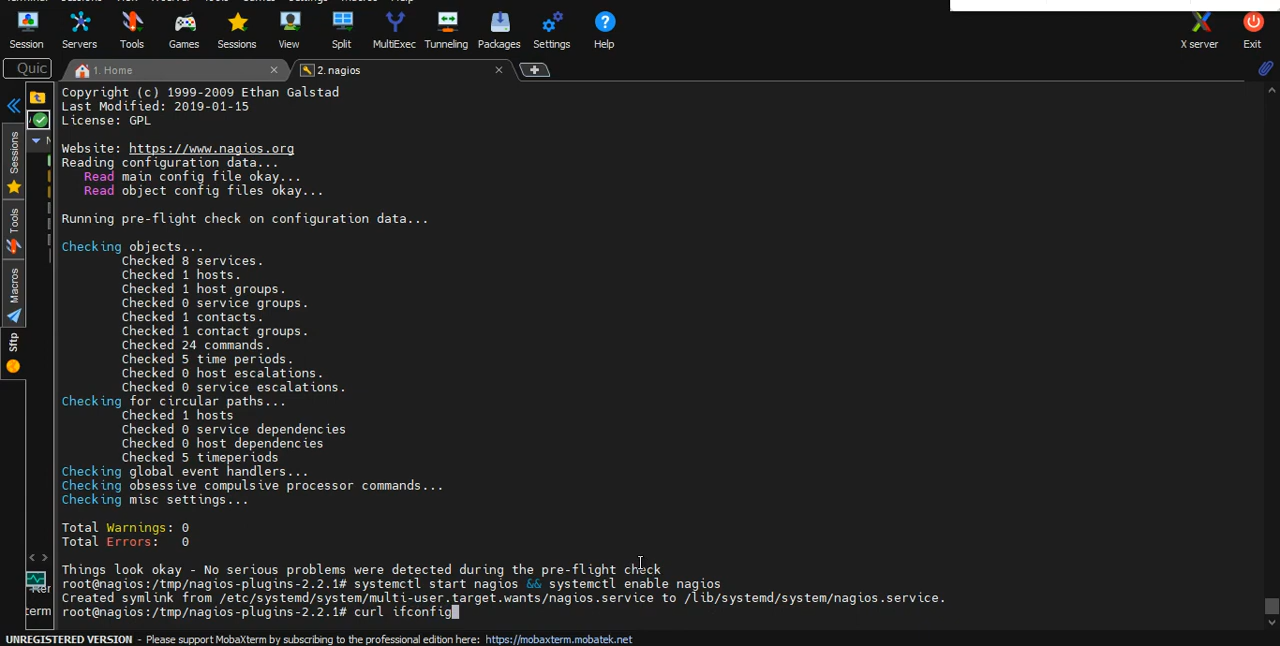 Terminal Sessions View X server Tools Games Settings Macros Help
Session Servers Tools Games Sessions View Split MultiExec Tunneling Packages Settings Help X server Exit
Quic 1. Home 2. nagios
Copyright (c) 1999-2009 Ethan Galstad
Last Modified: 2019-01-15
License: GPL
Website: https://www.nagios.org
Reading configuration data...
Read main config file okay...
Read object config files okay...
Running pre-flight check on configuration data...
Checking objects...
Checked 8 services.
Checked 1 hosts.
Checked 1 host groups.
Checked 0 service groups.
Checked 1 contacts.
Checked 1 contact groups.
Checked 24 commands.
Checked 5 time periods.
Checked 0 host escalations.
Checked 0 service escalations.
Checking for circular paths...
Checked 1 hosts
Checked 0 service dependencies
Checked 0 host dependencies
Checked 5 timeperiods
Checking global event handlers...
Checking obsessive compulsive processor commands...
Checking misc settings...
Total Warnings: 0
Total Errors: 0
Things look okay - No serious problems were detected during the pre-flight check
root@nagios:/tmp/nagios-plugins-2.2.1# systemctl start nagios && systemctl enable nagios
Created symlink from /etc/systemd/system/multi-user.target.wants/nagios.service to /lib/systemd/system/nagios.service.
root@nagios:/tmp/nagios-plugins-2.2.1# curl ifconfig
Sessions
Tools
Macros
Sftp
UNREGISTERED VERSION - Please support MobaXterm by subscribing to the professional edition here: https://mobaxterm.mobatek.net